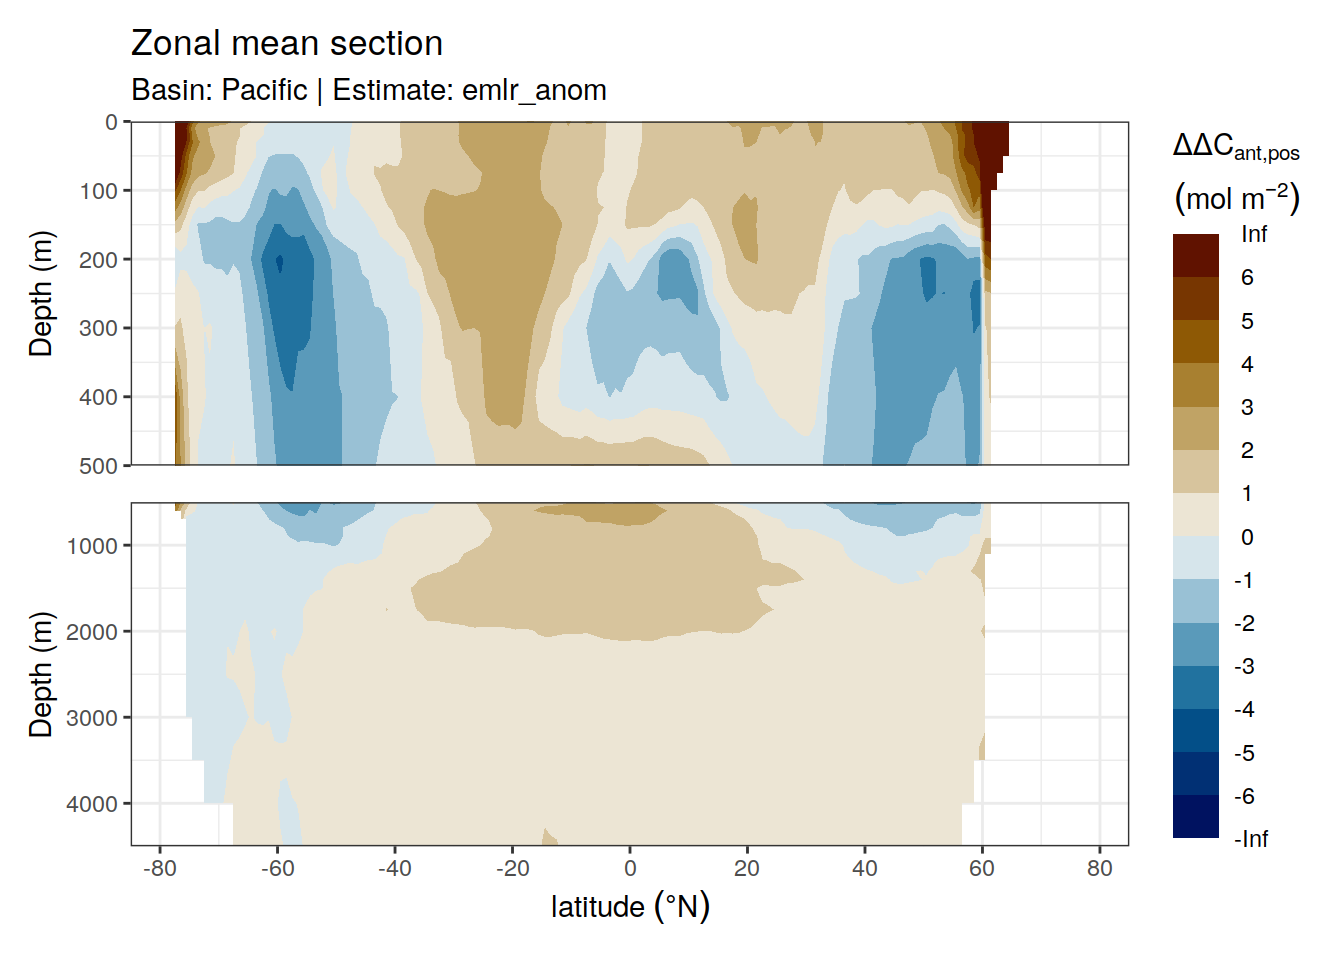 Zonal mean section
Basin: Pacific | Estimate: emlr_anom
ΔΔC_ant,pos
(mol m⁻²)
Inf
6
5
4
3
2
1
0
-1
-2
-3
-4
-5
-6
-Inf
Depth (m)
0
100
200
300
400
500
Depth (m)
1000
2000
3000
4000
-80 -60 -40 -20 0 20 40 60 80
latitude (°N)